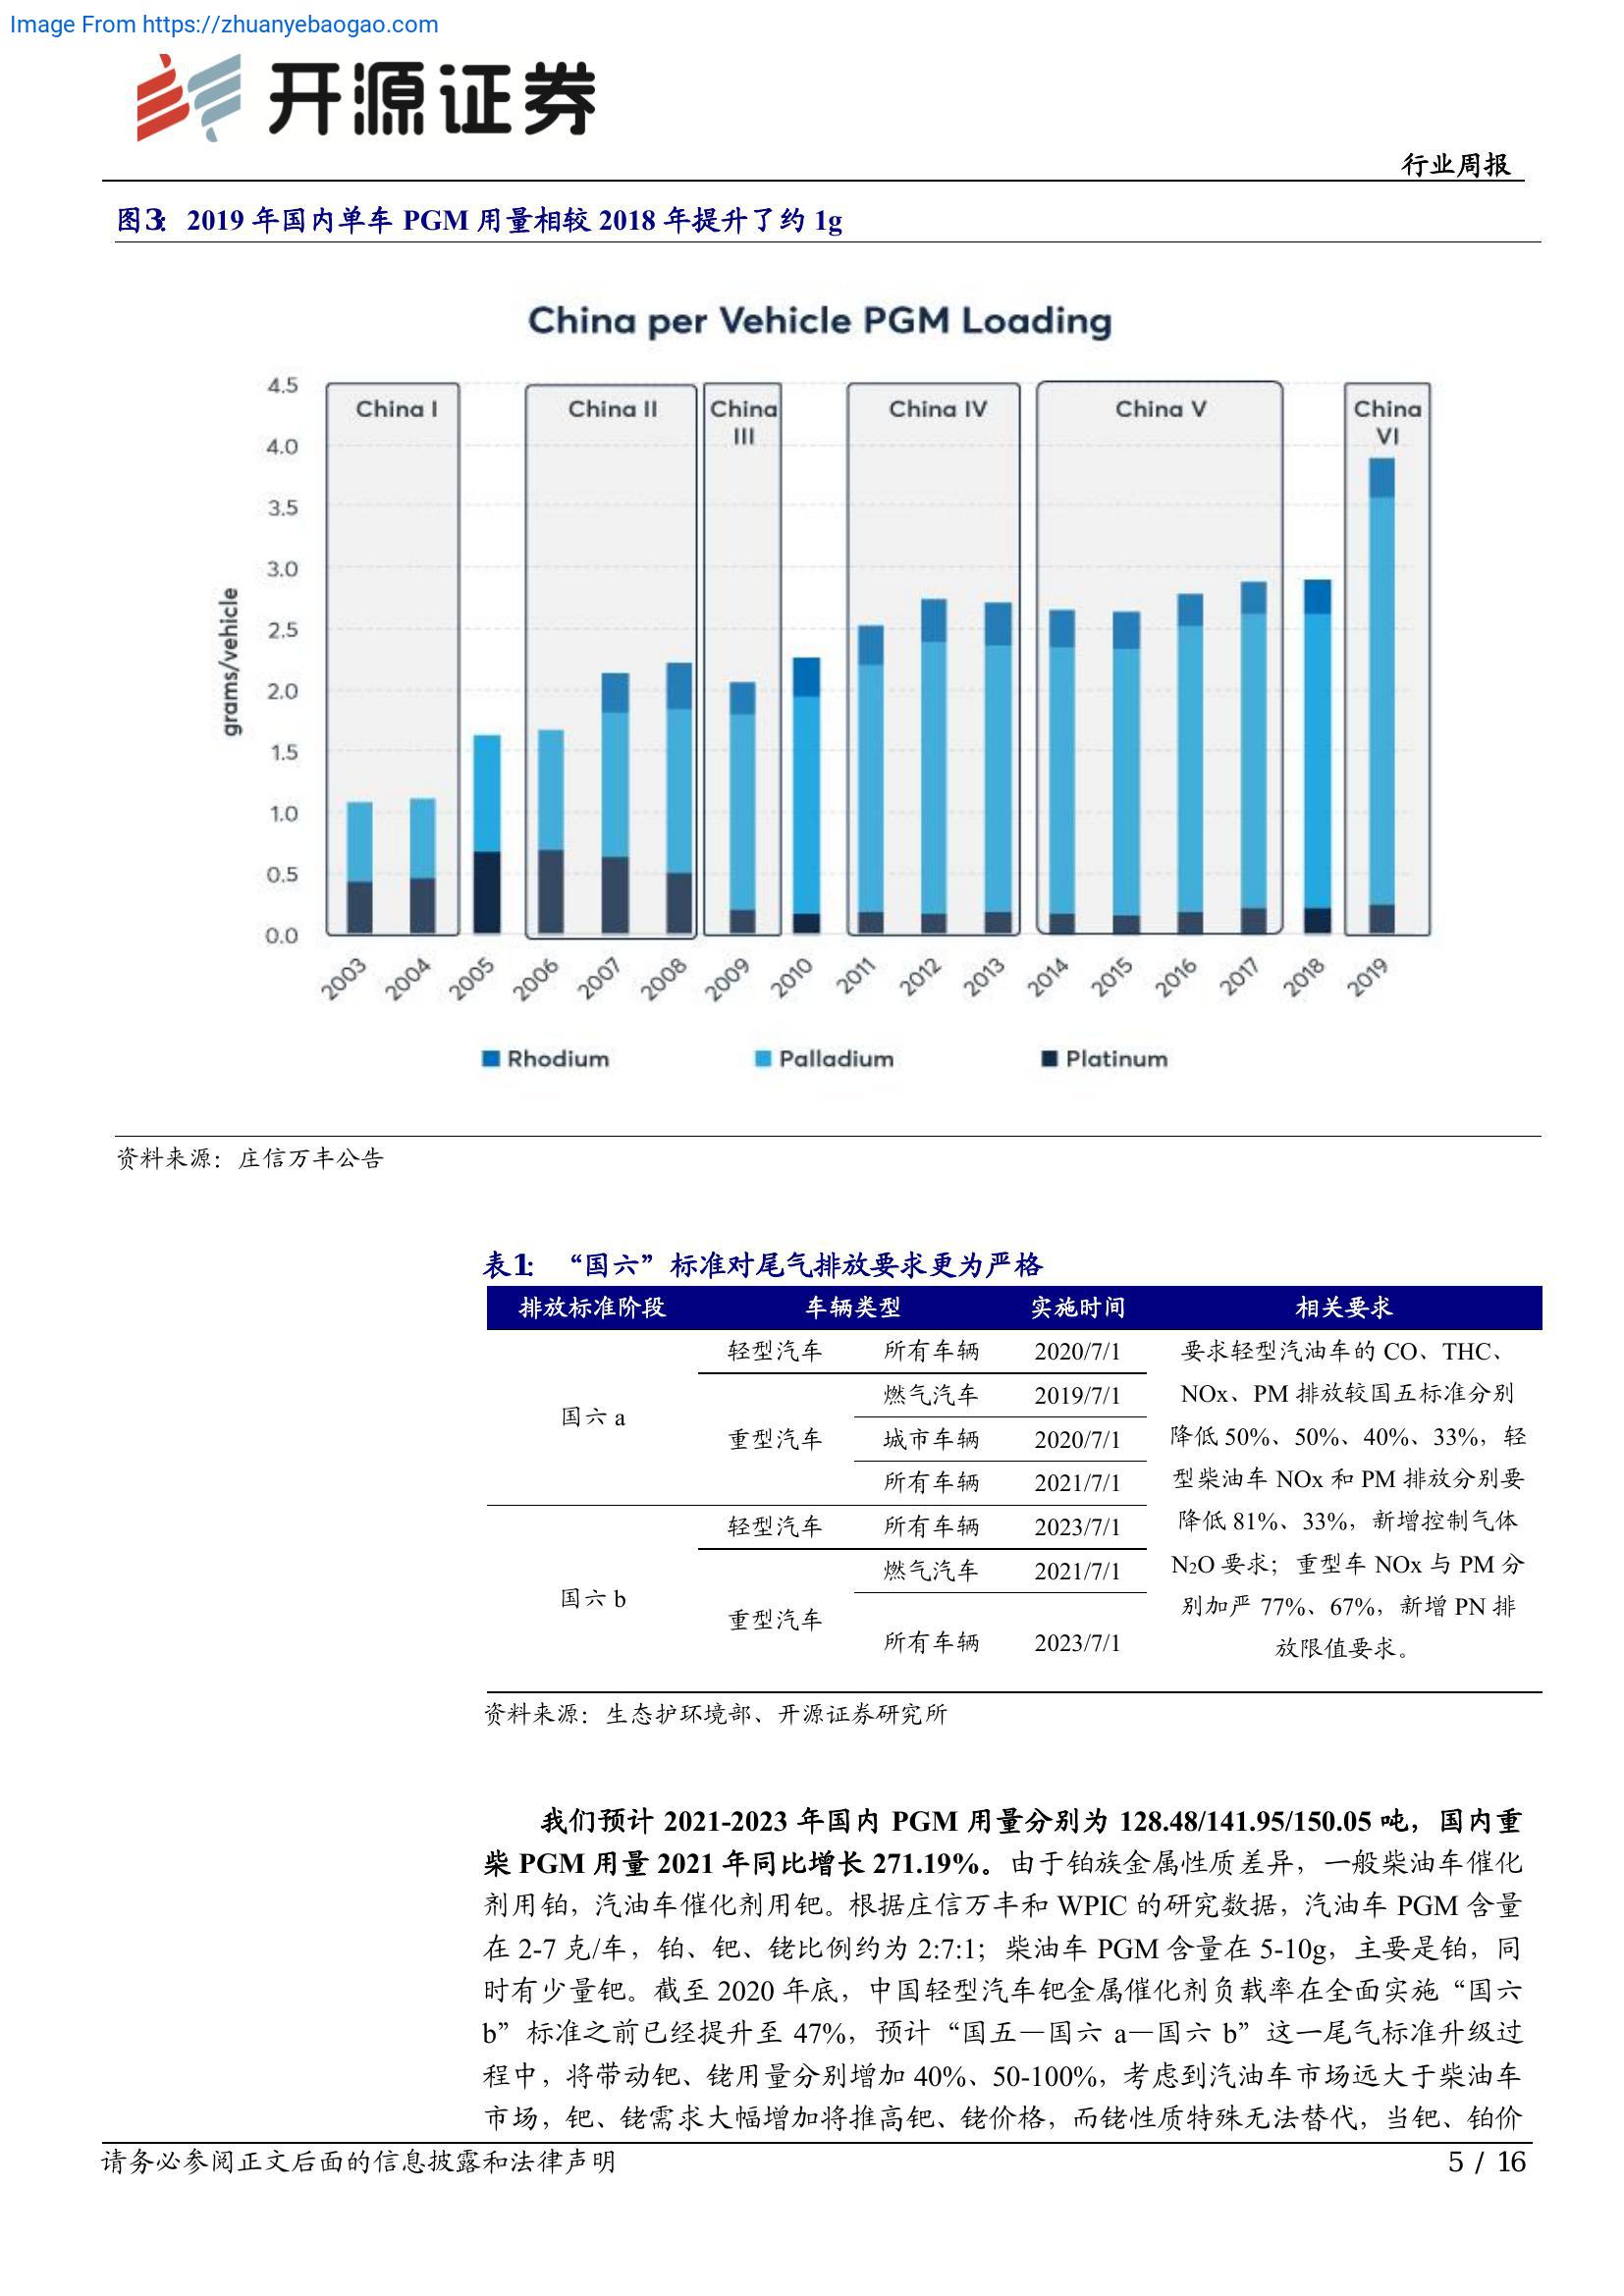 Image From https://zhuanyebaogao.com
开源证券
行业周报
图3: 2019 年国内单车 PGM 用量相较 2018 年提升了约 1g
China per Vehicle PGM Loading
4.5
4.0
3.5
3.0
2.5
2.0
1.5
1.0
0.5
0.0
grams/vehicle
China I
China II
China
III
China IV
China V
China
VI
2003 2004 2005 2006 2007 2008 2009 2010 2011 2012 2013 2014 2015 2016 2017 2018 2019
Rhodium Palladium Platinum
资料来源：庄信万丰公告
表1: “国六”标准对尾气排放要求更为严格
排放标准阶段 车辆类型 实施时间 相关要求
国六 a
轻型汽车 所有车辆 2020/7/1
重型汽车
燃气汽车 2019/7/1
城市车辆 2020/7/1
所有车辆 2021/7/1
国六 b
轻型汽车 所有车辆 2023/7/1
重型汽车
燃气汽车 2021/7/1
所有车辆 2023/7/1
要求轻型汽油车的 CO、THC、
NOx、PM 排放较国五标准分别
降低 50%、50%、40%、33%，轻
型柴油车 NOx 和 PM 排放分别要
降低 81%、33%，新增控制气体
N2O 要求；重型车 NOx 与 PM 分
别加严 77%、67%，新增 PN 排
放限值要求。
资料来源：生态护环境部、开源证券研究所
我们预计 2021-2023 年国内 PGM 用量分别为 128.48/141.95/150.05 吨，国内重
柴 PGM 用量 2021 年同比增长 271.19%。由于铂族金属性质差异，一般柴油车催化
剂用铂，汽油车催化剂用钯。根据庄信万丰和 WPIC 的研究数据，汽油车 PGM 含量
在 2-7 克/车，铂、钯、铑比例约为 2:7:1；柴油车 PGM 含量在 5-10g，主要是铂，同
时有少量钯。截至 2020 年底，中国轻型汽车钯金属催化剂负载率在全面实施“国六
b”标准之前已经提升至 47%，预计“国五—国六 a—国六 b”这一尾气标准升级过
程中，将带动钯、铑用量分别增加 40%、50-100%，考虑到汽油车市场远大于柴油车
市场，钯、铑需求大幅增加将推高钯、铑价格，而铑性质特殊无法替代，当钯、铂价
请务必参阅正文后面的信息披露和法律声明
5 / 16